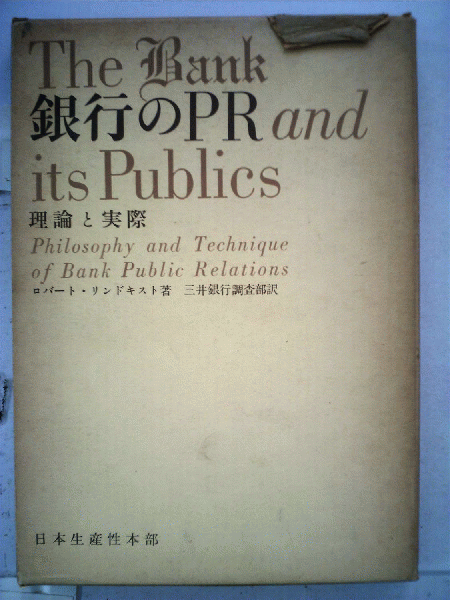 The Bank
銀行のPR and
its Publics
理論と実際
Philosophy and Technique
of Bank Public Relations
ロバート・リンドキスト著 三井銀行調査部訳
日本生産性本部